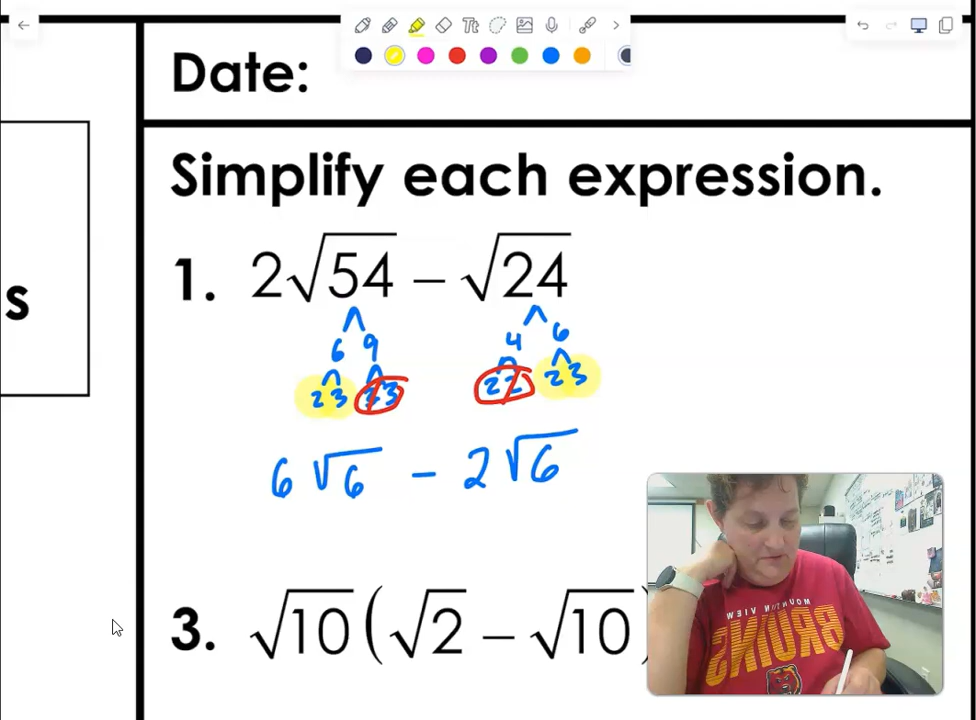 Date:
Simplify each expression.
s
1. 2√54 – √24
6 9 4 6
2 3 3 3 2 2 2 3
6√6 – 2√6
3. √10(√2 – √10)
MOUNTAIN VIEW
BRUINS